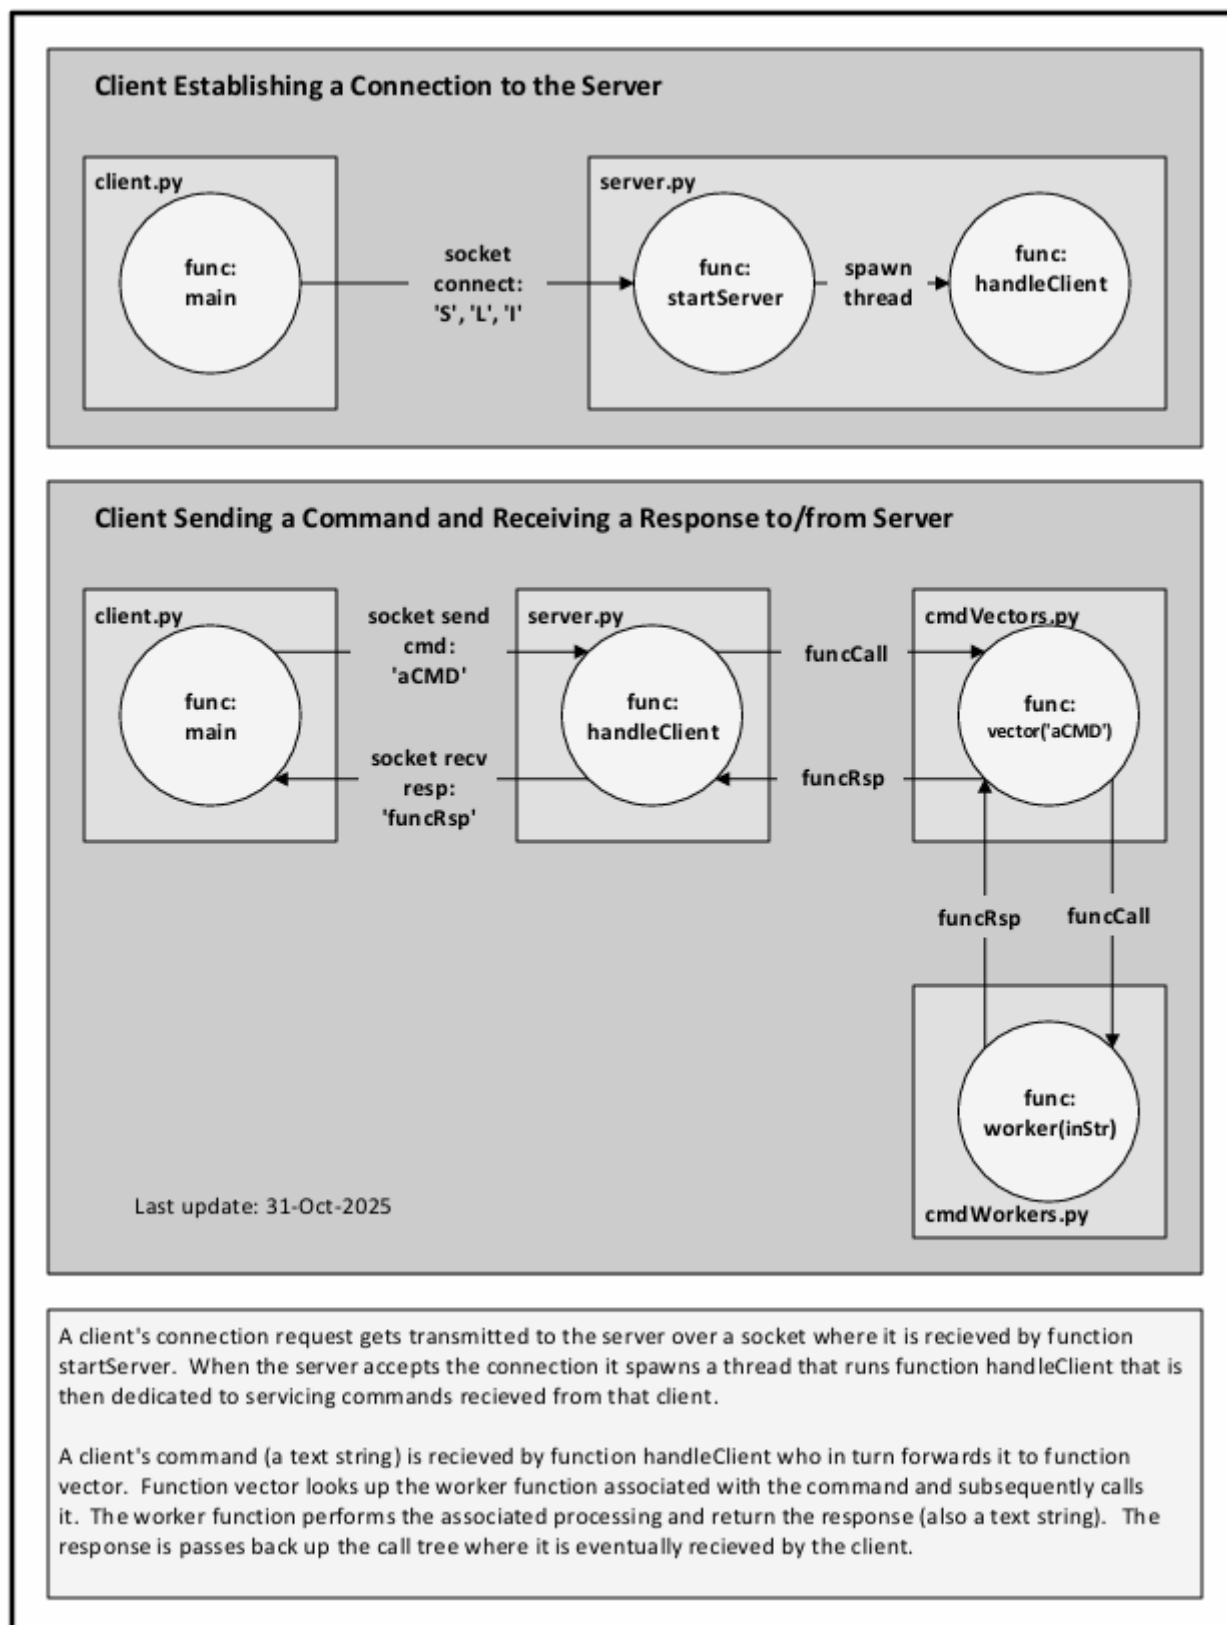 Client Establishing a Connection to the Server
client.py
func:
main
socket
connect:
'S', 'L', 'I'
server.py
func:
startServer
spawn
thread
func:
handleClient
Client Sending a Command and Receiving a Response to/from Server
client.py
func:
main
socket send
cmd:
'aCMD'
socket recv
resp:
'funcRsp'
server.py
func:
handleClient
funcCall
funcRsp
cmdVectors.py
func:
vector('aCMD')
funcRsp
funcCall
func:
worker(inStr)
cmdWorkers.py
Last update: 31-Oct-2025
A client's connection request gets transmitted to the server over a socket where it is recieved by function
startServer.  When the server accepts the connection it spawns a thread that runs function handleClient that is
then dedicated to servicing commands recieved from that client.
A client's command (a text string) is recieved by function handleClient who in turn forwards it to function
vector.  Function vector looks up the worker function associated with the command and subsequently calls
it.  The worker function performs the associated processing and return the response (also a text string).  The
response is passes back up the call tree where it is eventually recieved by the client.